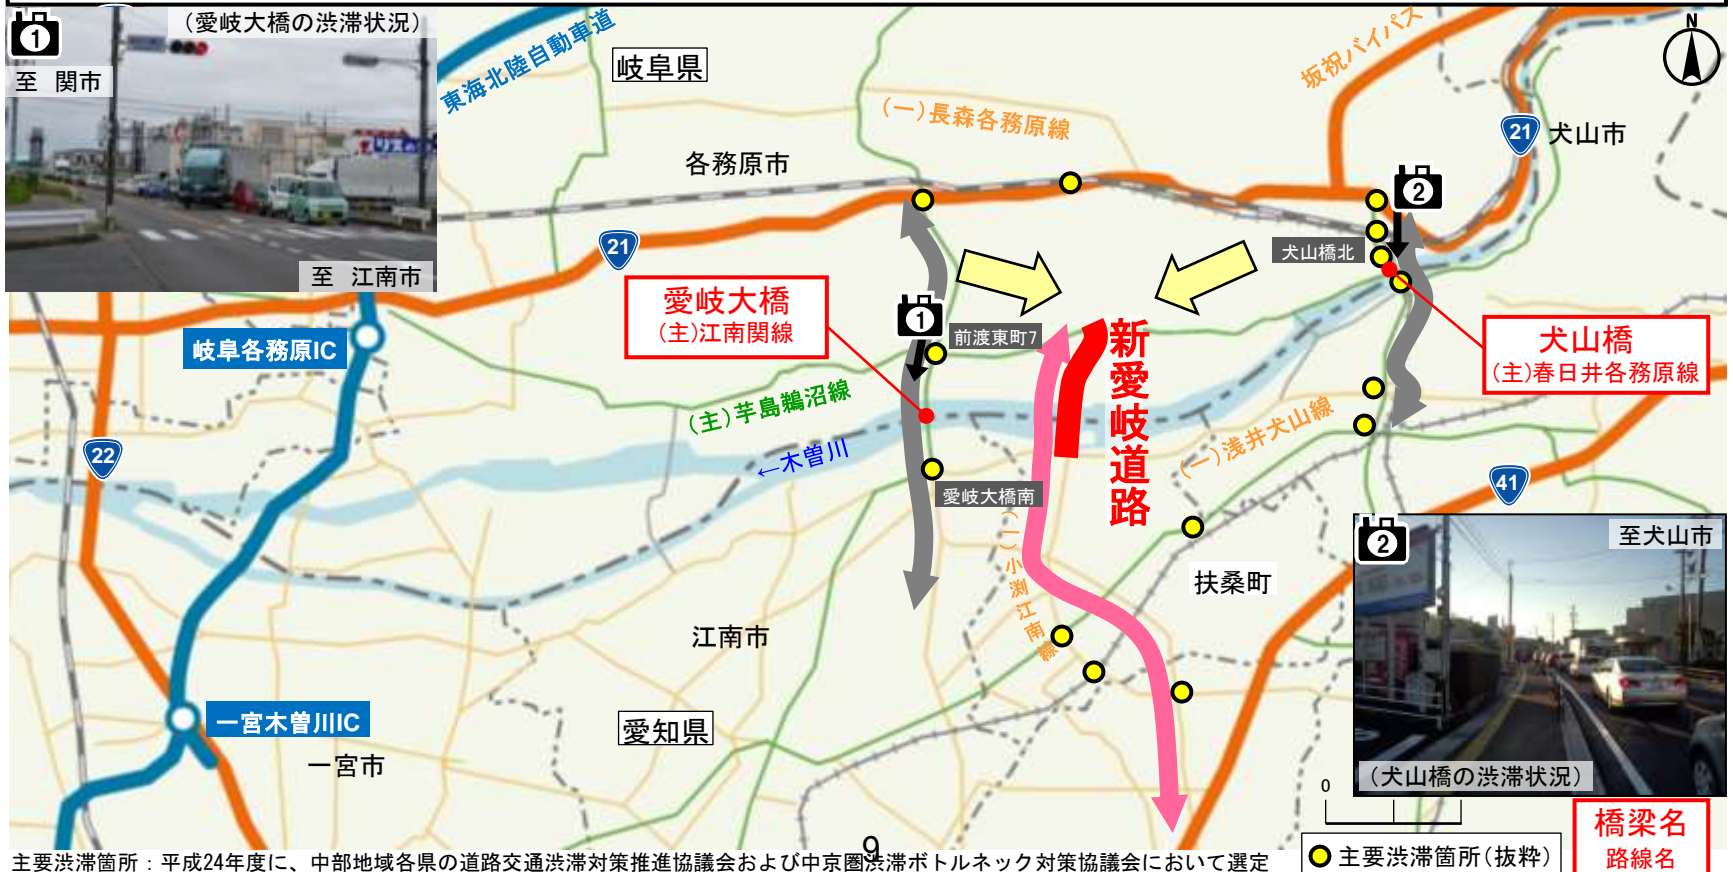 1
(愛岐大橋の渋滞状況)
至 関市
至 江南市
東海北陸自動車道
岐阜県
(一)長森各務原線
坂祝バイパス
N
21
犬山市
各務原市
2
21
犬山橋北
愛岐大橋
(主)江南関線
1
前渡東町7
新愛岐道路
犬山橋
(主)春日井各務原線
岐阜各務原IC
(主)芋島鵜沼線
←木曽川
(一)浅井犬山線
22
愛岐大橋南
41
(一)小渕江南線
扶桑町
2
至犬山市
(犬山橋の渋滞状況)
江南市
愛知県
一宮木曽川IC
一宮市
0
橋梁名
路線名
主要渋滞箇所(抜粋)
9
主要渋滞箇所：平成24年度に、中部地域各県の道路交通渋滞対策推進協議会および中京圏渋滞ボトルネック対策協議会において選定